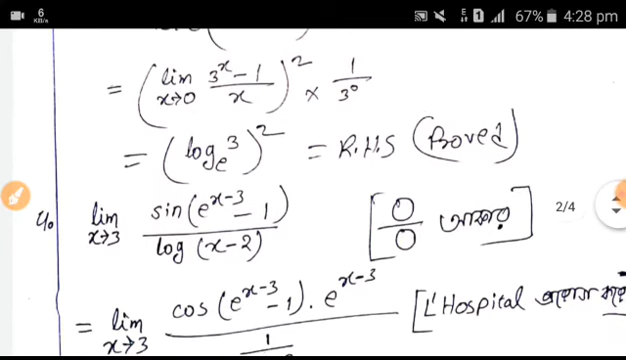 6 KB/s 1 67% 4:28 pm
= (lim x→0 (3^x - 1)/x)^2 × 1/3^0
= (log_e 3)^2 = R.H.S (Proved)
4. lim x→3 sin(e^(x-3) - 1)/log (x-2) [0/0 আকার]
2/4
= lim x→3 cos(e^(x-3) - 1). e^(x-3) / 1 [L'Hospital